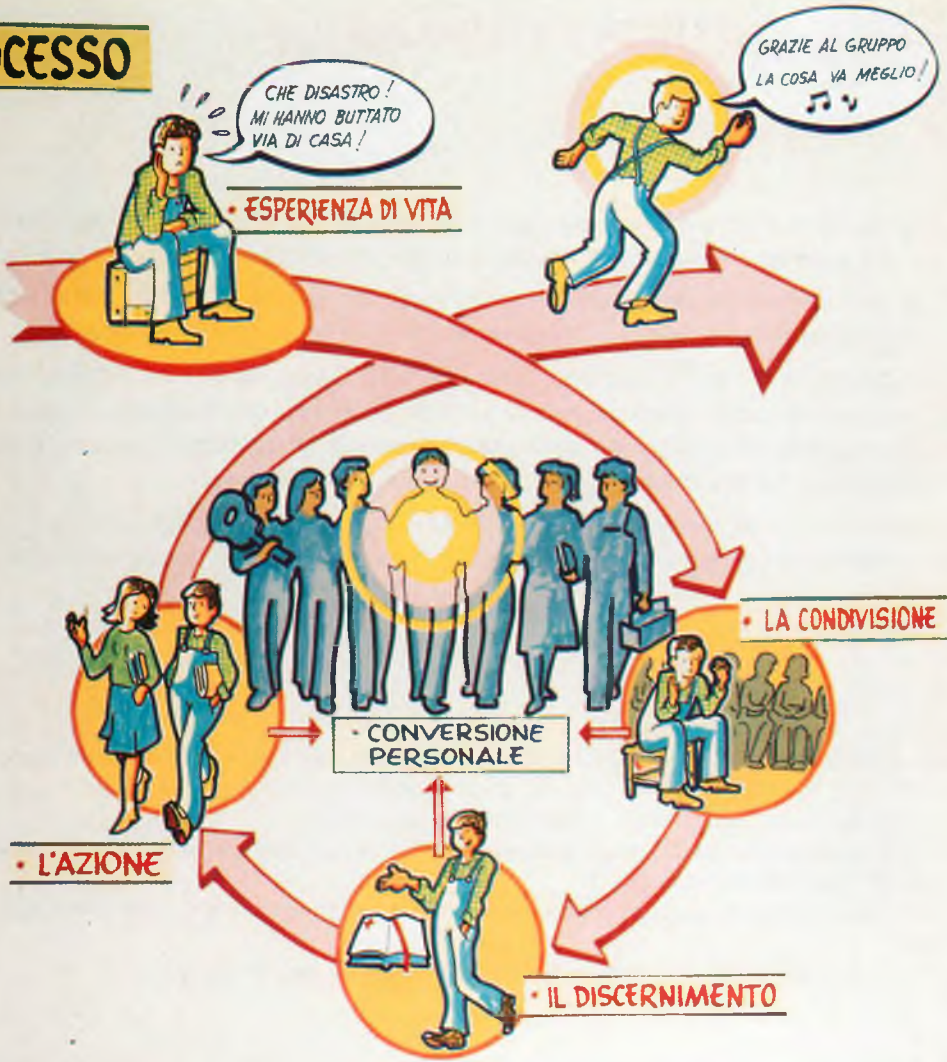 CESSO
CHE DISASTRO!
MI HANNO BUTTATO
VIA DI CASA!
GRAZIE AL GRUPPO
LA COSA VA MEGLIO!
• ESPERIENZA DI VITA
• LA CONDIVISIONE
• CONVERSIONE
PERSONALE
• L'AZIONE
• IL DISCERNIMENTO